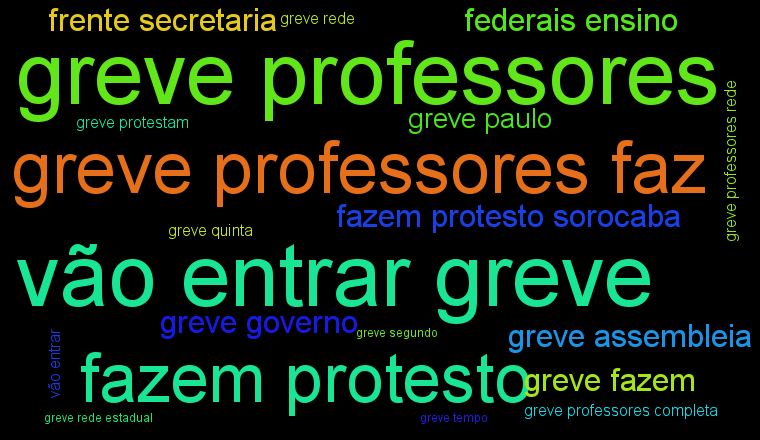 frente secretaria
greve rede
federais ensino
greve professores
greve protestam
greve paulo
greve professores rede
greve professores faz
fazem protesto sorocaba
greve quinta
vão entrar greve
greve governo
greve segundo
greve assembleia
vão entrar
fazem protesto
greve fazem
greve professores completa
greve rede estadual
greve tempo